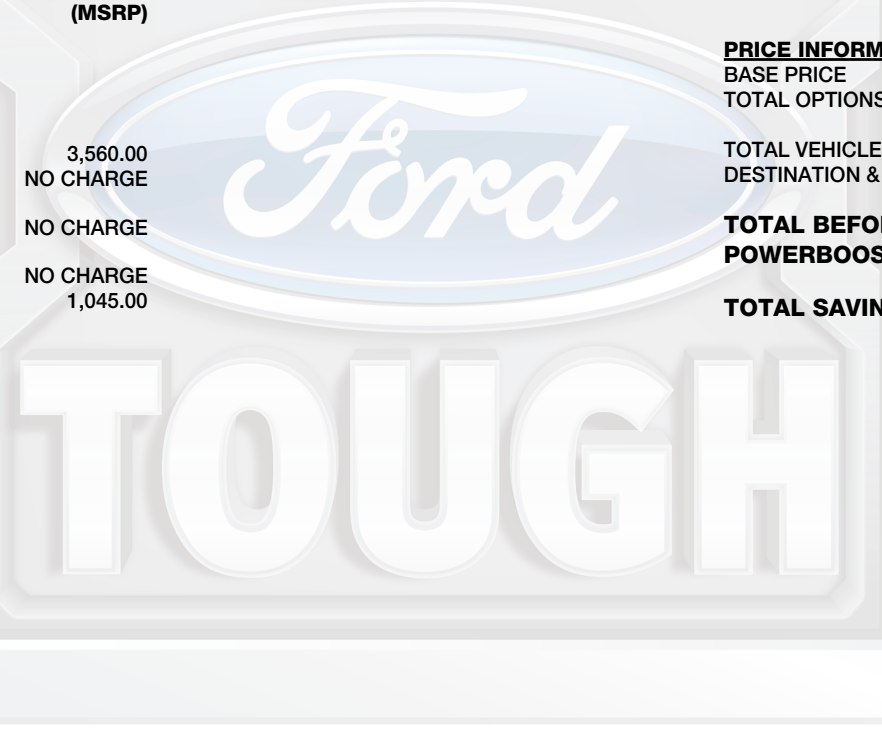 (MSRP)
3,560.00
NO CHARGE
NO CHARGE
NO CHARGE
1,045.00
PRICE INFORM
BASE PRICE
TOTAL OPTIONS
TOTAL VEHICLE
DESTINATION &
TOTAL BEFO
POWERBOOS
TOTAL SAVIN
Ford
TOUGH